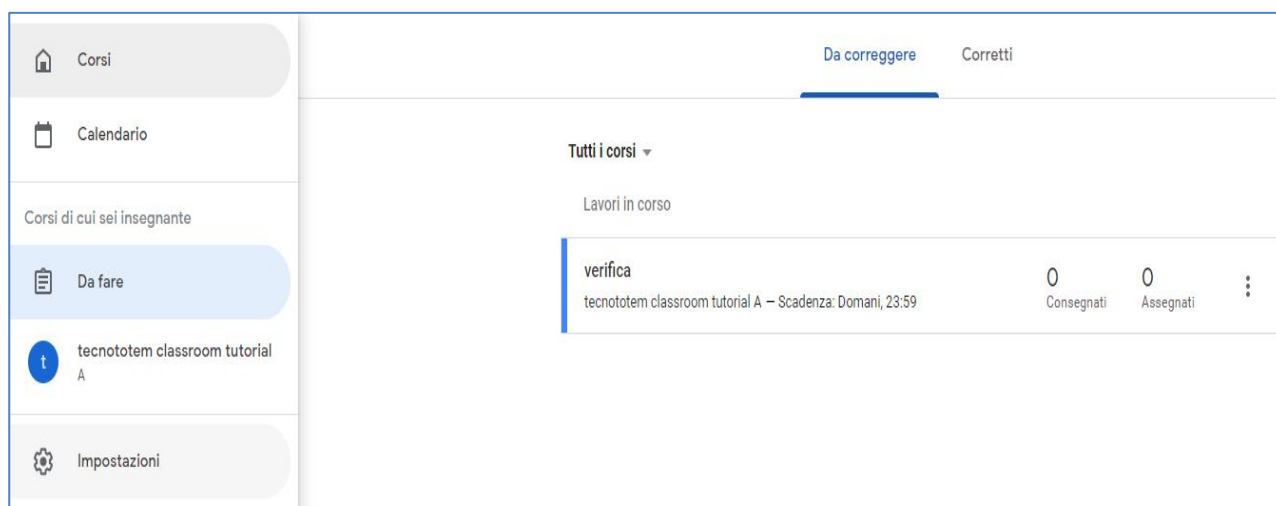 Corsi
Calendario
Corsi di cui sei insegnante
Da fare
t
tecnototem classroom tutorial
A
Impostazioni
Da correggere
Corretti
Tutti i corsi
Lavori in corso
verifica
tecnototem classroom tutorial A – Scadenza: Domani, 23:59
0
Consegnati
0
Assegnati